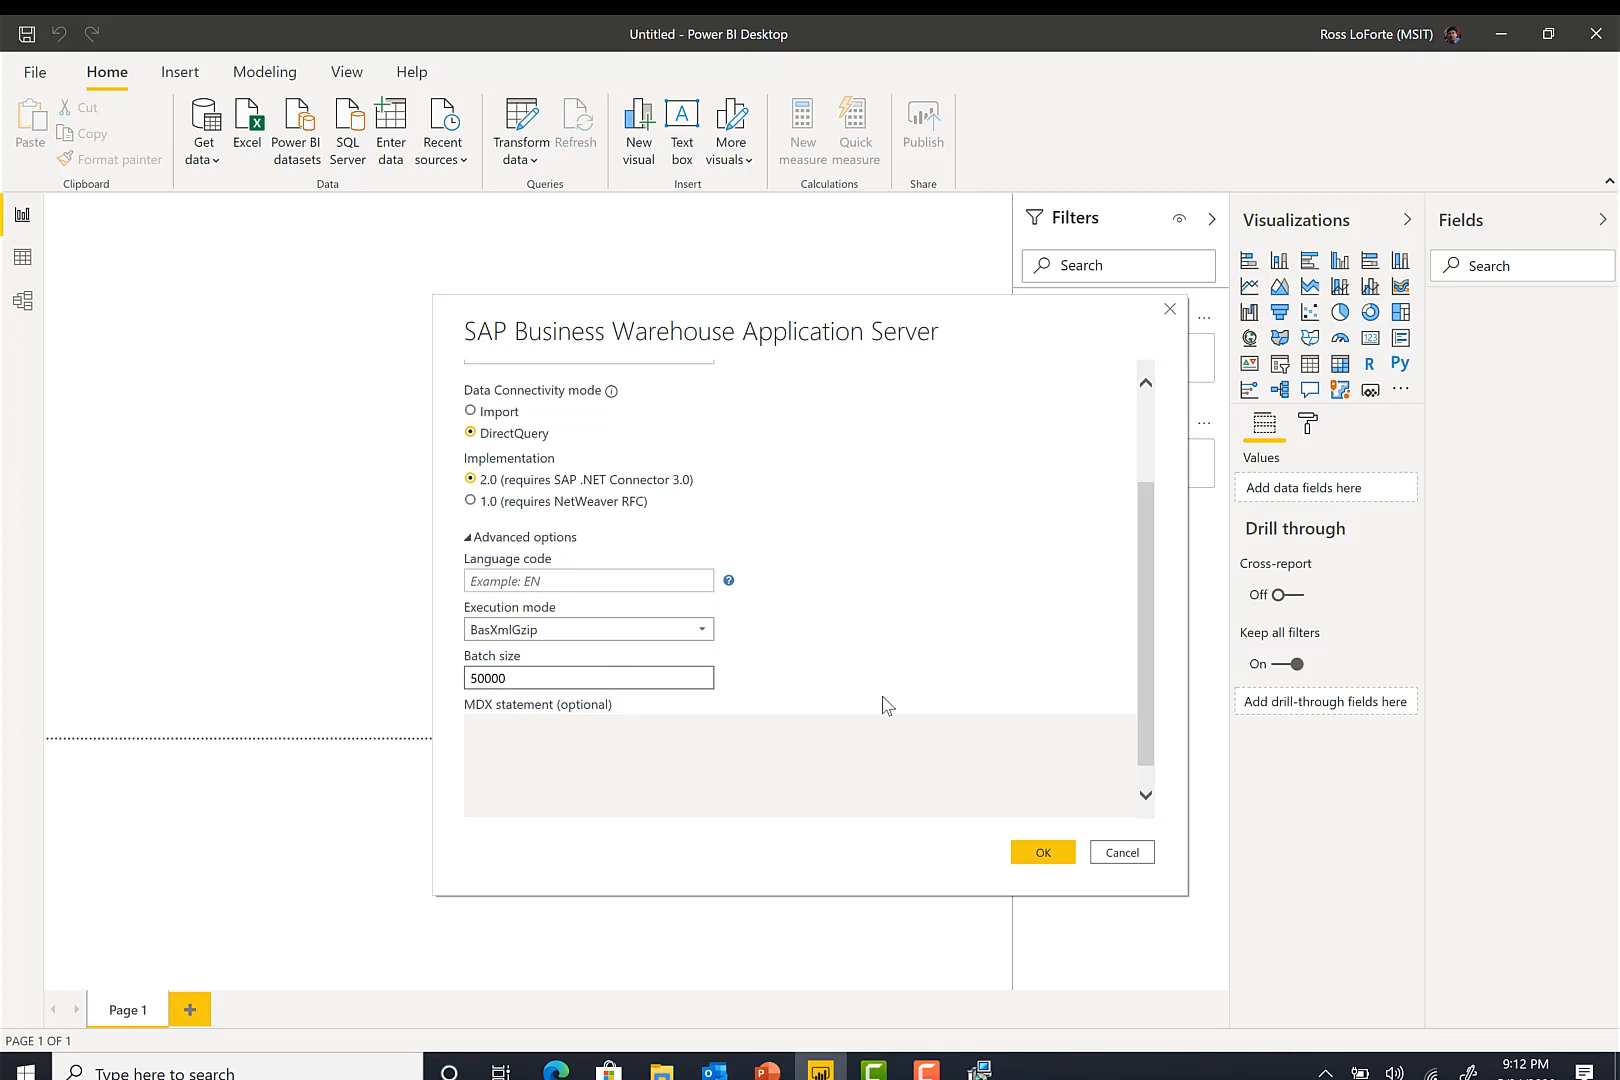 Untitled - Power BI Desktop
Ross LoForte (MSIT)
File
Home
Insert
Modeling
View
Help
Paste
Cut
Copy
Format painter
Clipboard
Get data
Excel
Power BI datasets
SQL Server
Enter data
Recent sources
Data
Transform data
Refresh
Queries
New visual
Text box
More visuals
Insert
New measure
Quick measure
Calculations
Publish
Share
Filters
Search
Visualizations
Fields
Search
SAP Business Warehouse Application Server
Data Connectivity mode
Import
DirectQuery
Implementation
2.0 (requires SAP .NET Connector 3.0)
1.0 (requires NetWeaver RFC)
Advanced options
Language code
Example: EN
Execution mode
BasXmlGzip
Batch size
50000
MDX statement (optional)
OK
Cancel
R
Py
123
Values
Add data fields here
Drill through
Cross-report
Off
Keep all filters
On
Add drill-through fields here
Page 1
PAGE 1 OF 1
Type here to search
9:12 PM